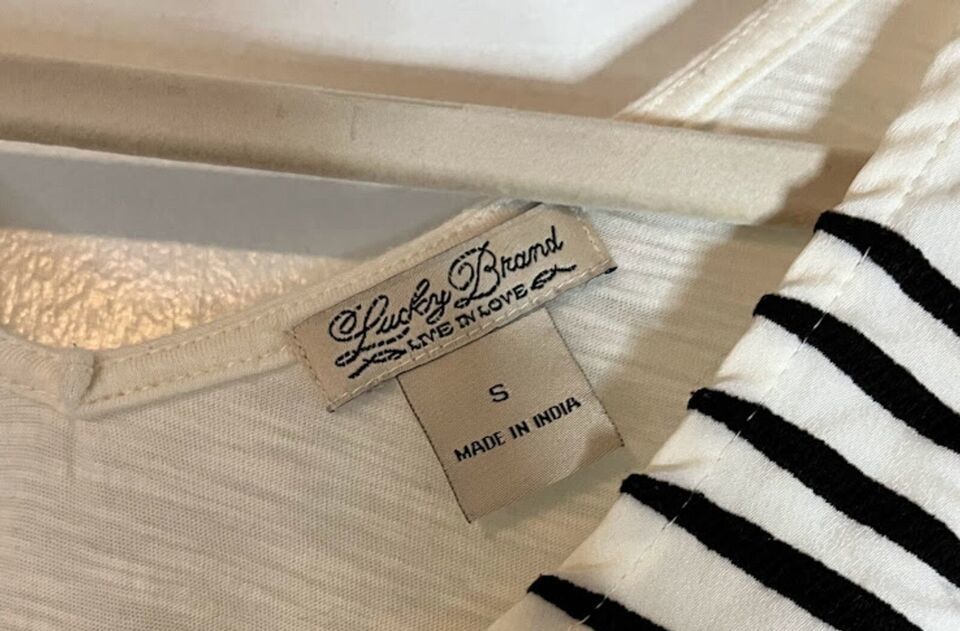 Lucky Brand
LIVE IN LOVE
S
MADE IN INDIA